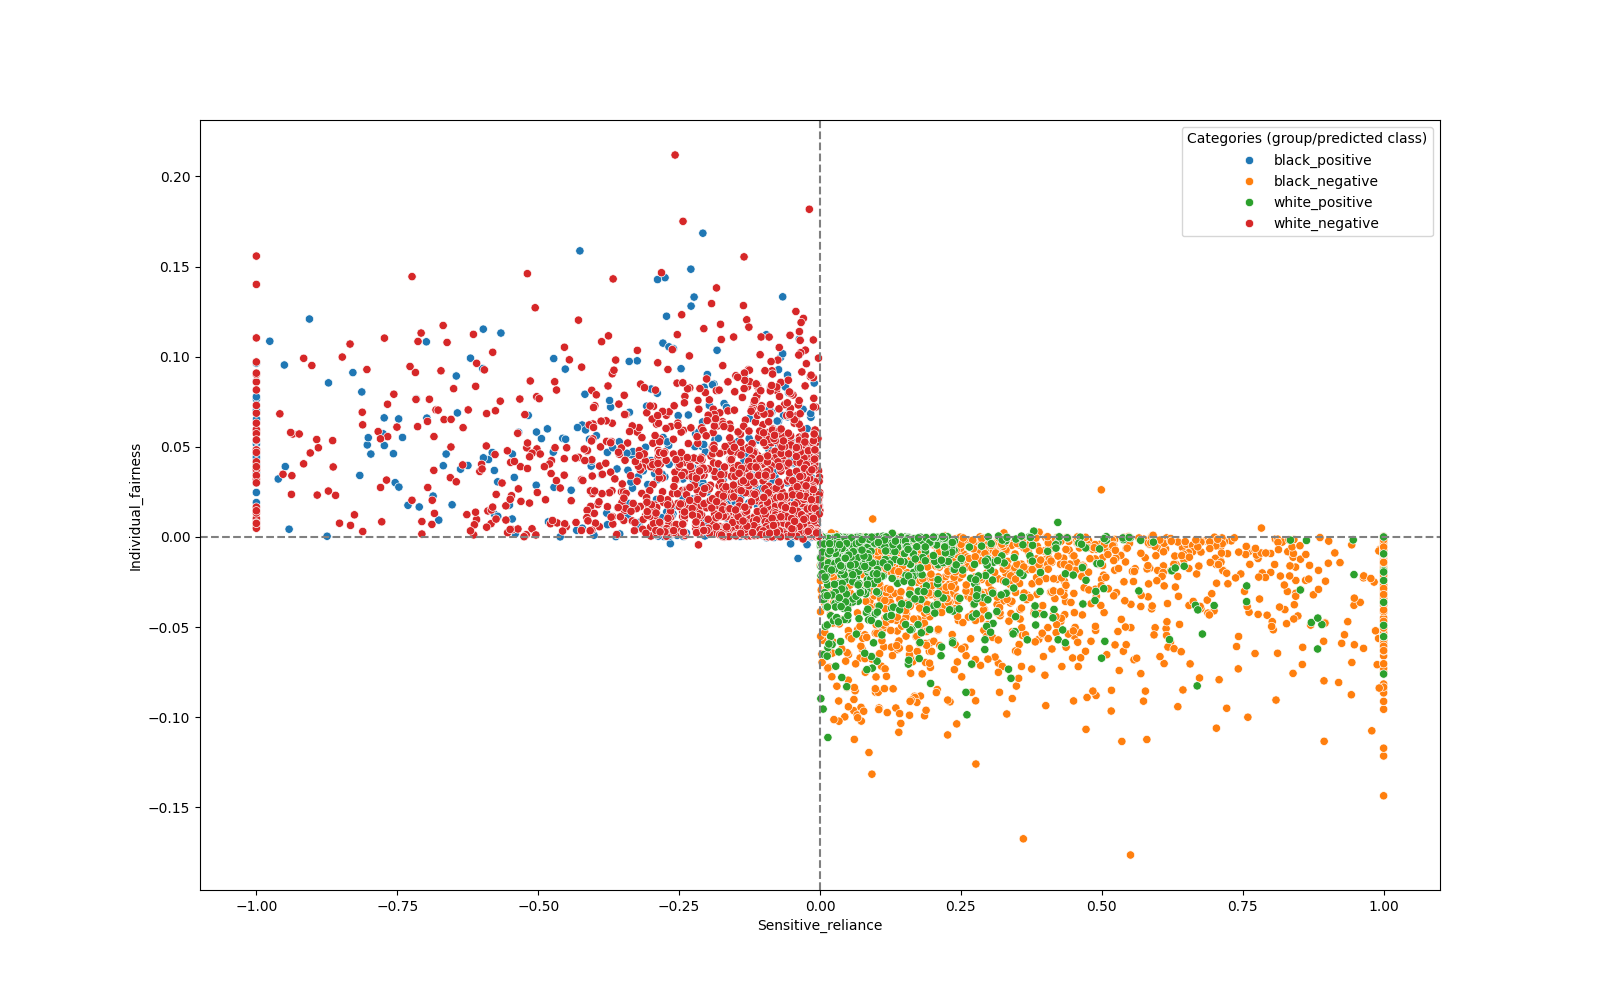 Categories (group/predicted class)
black_positive
black_negative
white_positive
white_negative
0.20
0.15
0.10
0.05
0.00
−0.05
−0.10
−0.15
Individual_fairness
−1.00 −0.75 −0.50 −0.25 0.00 0.25 0.50 0.75 1.00
Sensitive_reliance